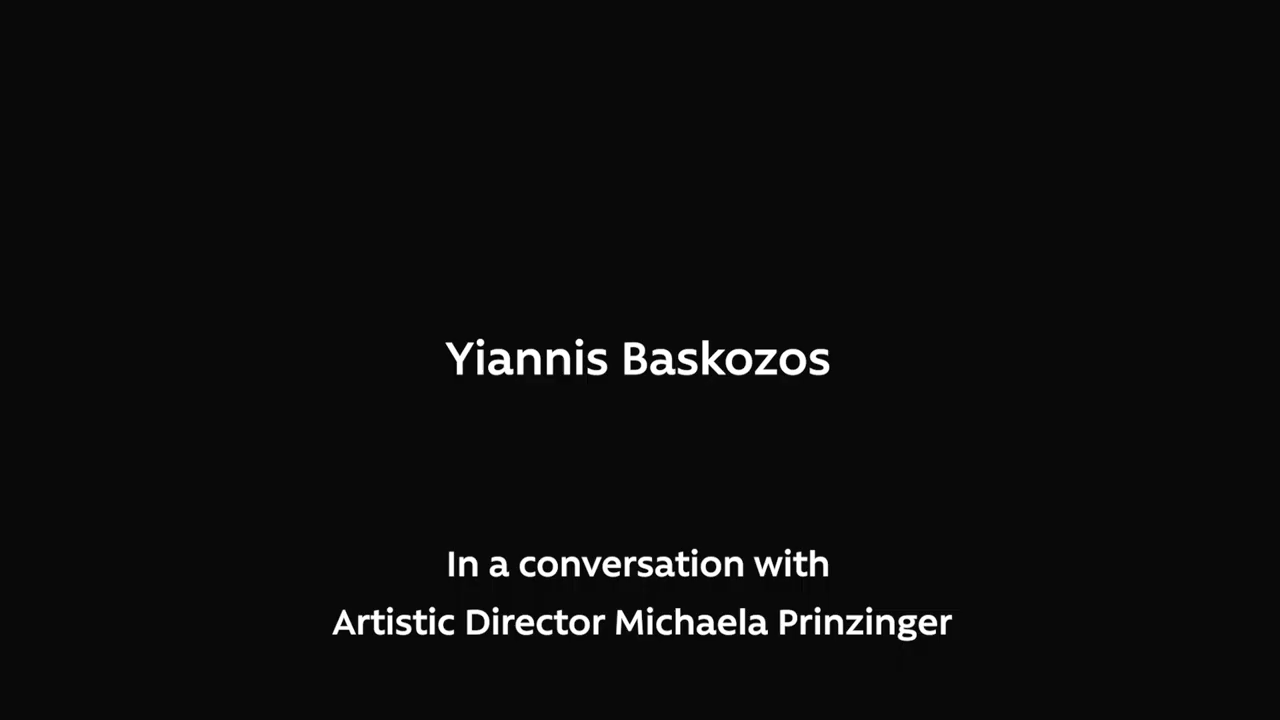 Yiannis Baskozos
In a conversation with
Artistic Director Michaela Prinzinger